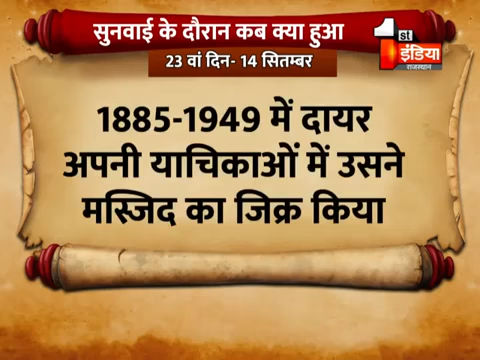 सुनवाई के दौरान कब क्या हुआ
1st
इंडिया
राजस्थान
23 वां दिन- 14 सितम्बर
1885-1949 में दायर
अपनी याचिकाओं में उसने
मस्जिद का जिक्र किया